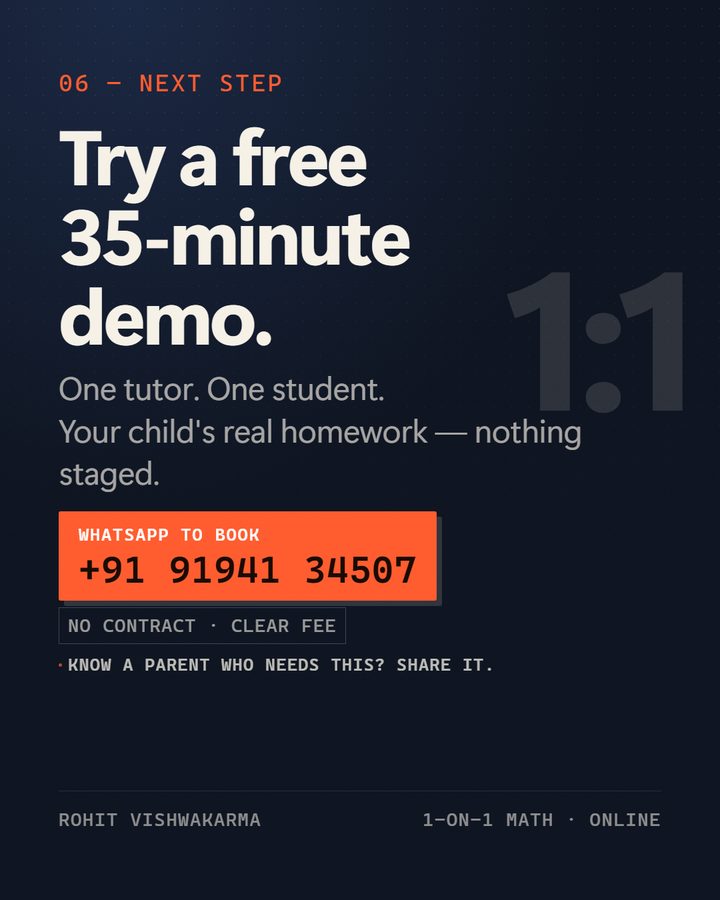 06 — NEXT STEP
Try a free
35-minute
demo.
1:1
One tutor. One student.
Your child's real homework — nothing
staged.
WHATSAPP TO BOOK
+91 91941 34507
NO CONTRACT · CLEAR FEE
· KNOW A PARENT WHO NEEDS THIS? SHARE IT.
ROHIT VISHWAKARMA
1-ON-1 MATH · ONLINE